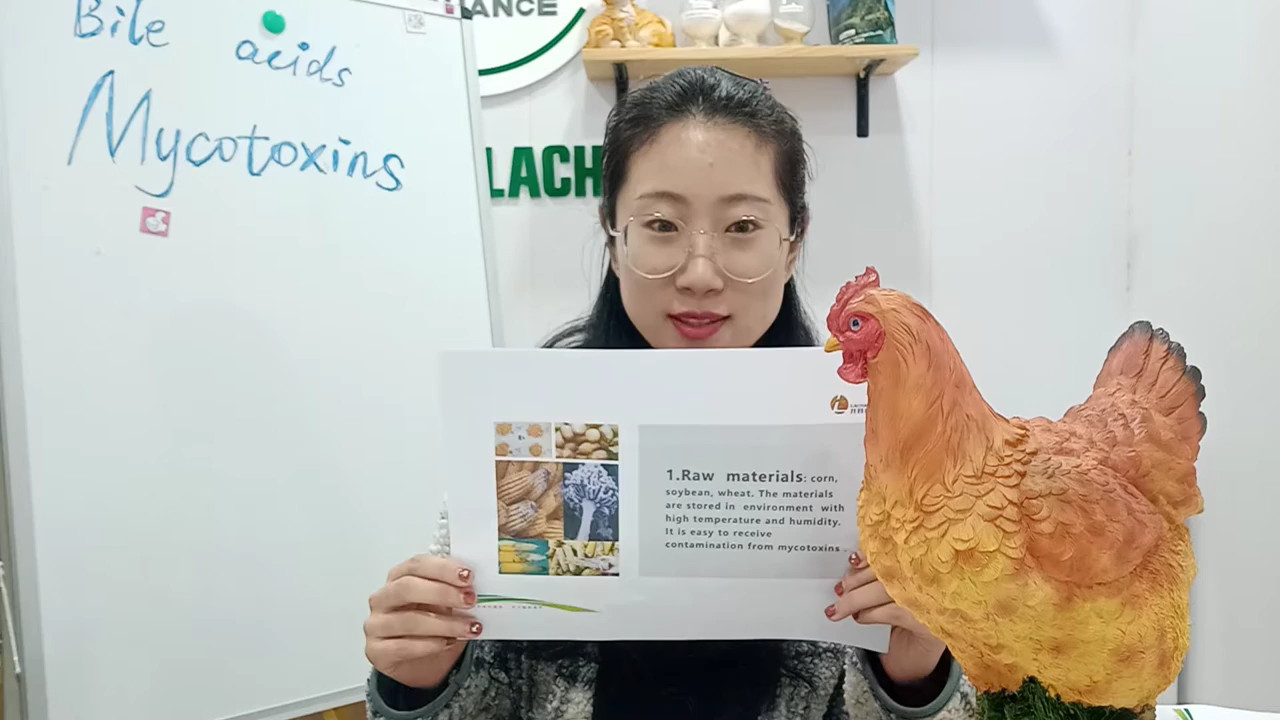 Bile
acids
Mycotoxins
ANCE
LACH
1.Raw materials: corn,
soybean, wheat. The materials
are stored in environment with
high temperature and humidity.
It is easy to receive
contamination from mycotoxins.